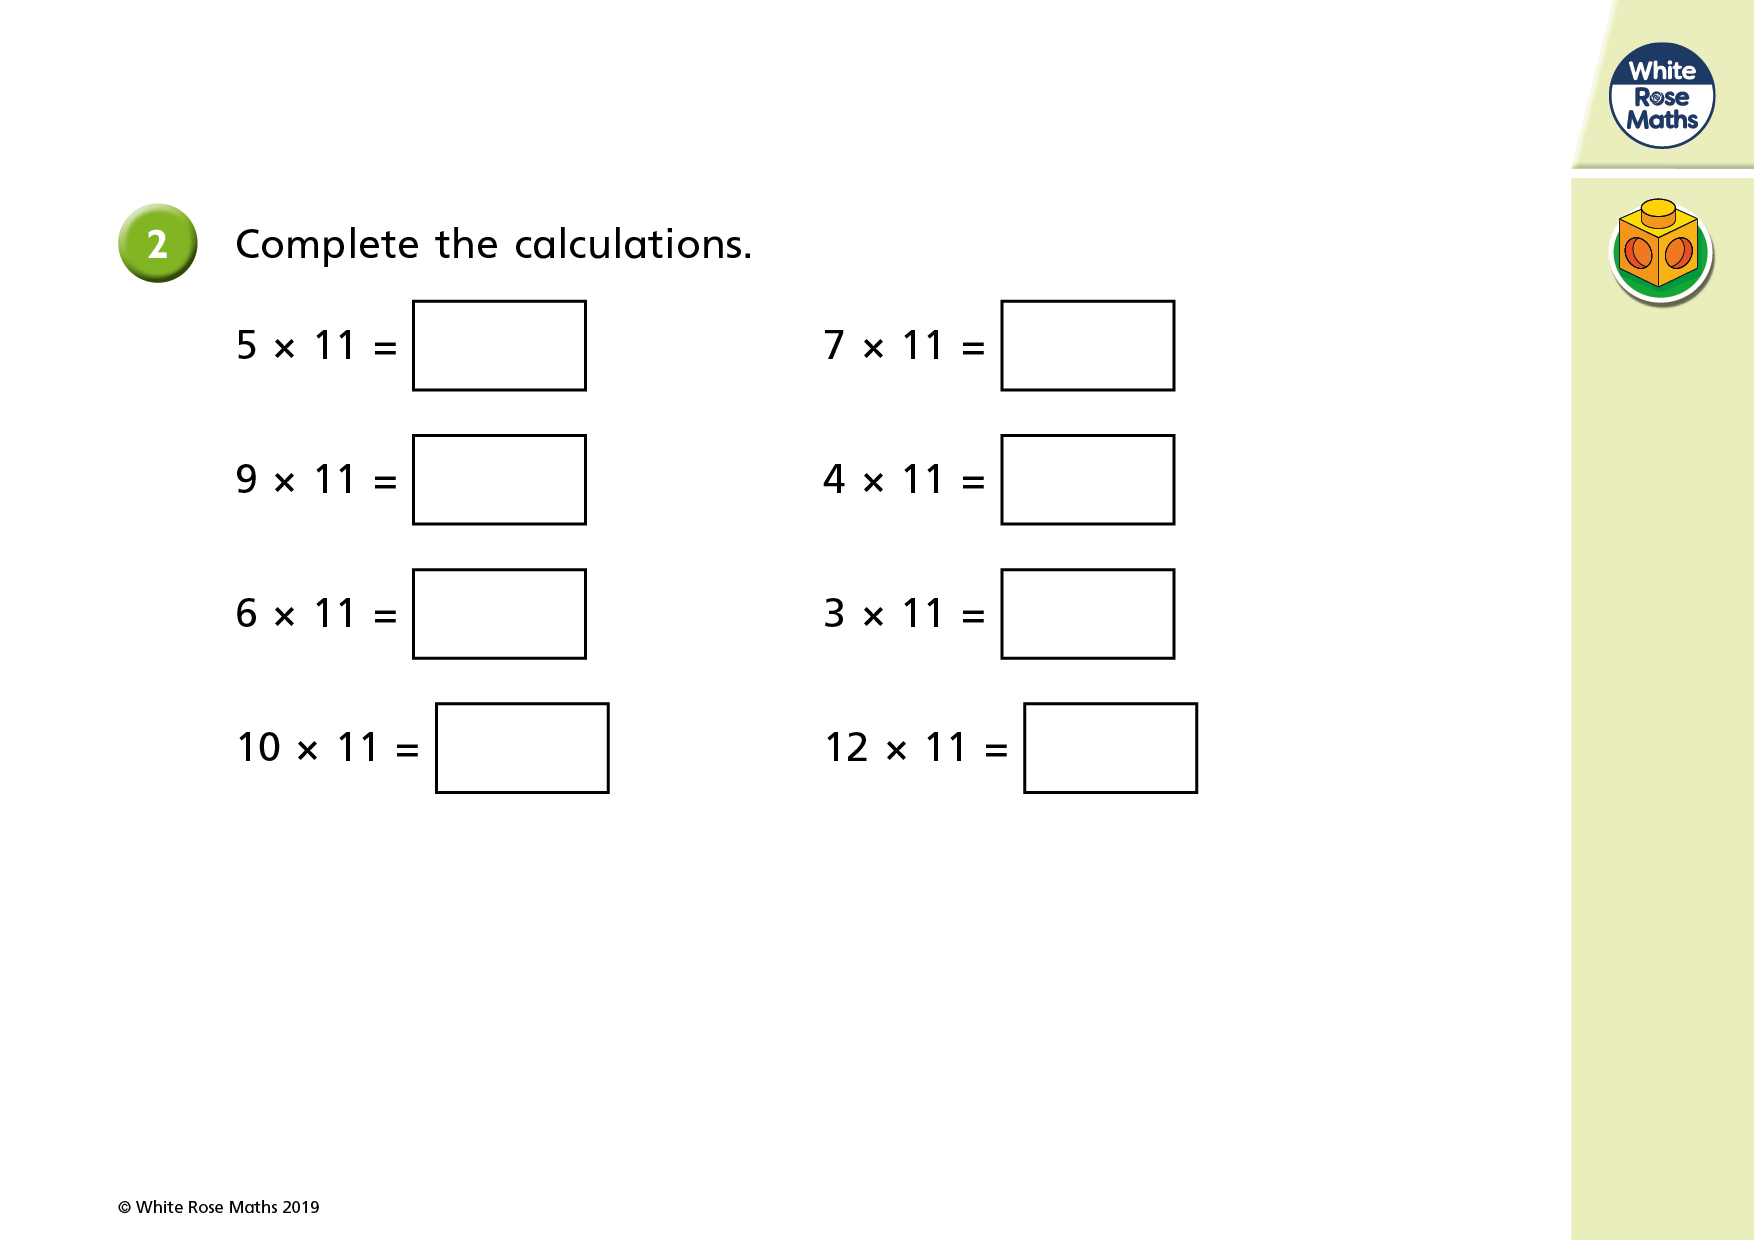 White
Rose
Maths
2 Complete the calculations.
5 × 11 =
7 × 11 =
9 × 11 =
4 × 11 =
6 × 11 =
3 × 11 =
10 × 11 =
12 × 11 =
© White Rose Maths 2019